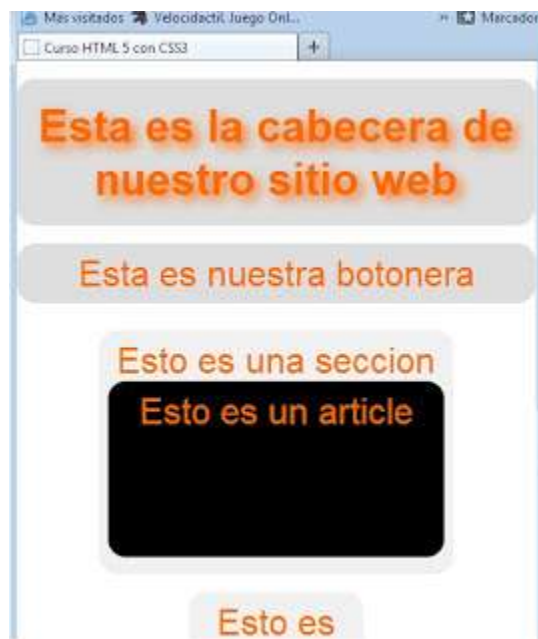 Mas visitados Velocidactil Juego Onl... » Marcador
Curso HTML 5 con CSS3 +
Esta es la cabecera de
nuestro sitio web
Esta es nuestra botonera
Esto es una seccion
Esto es un article
Esto es